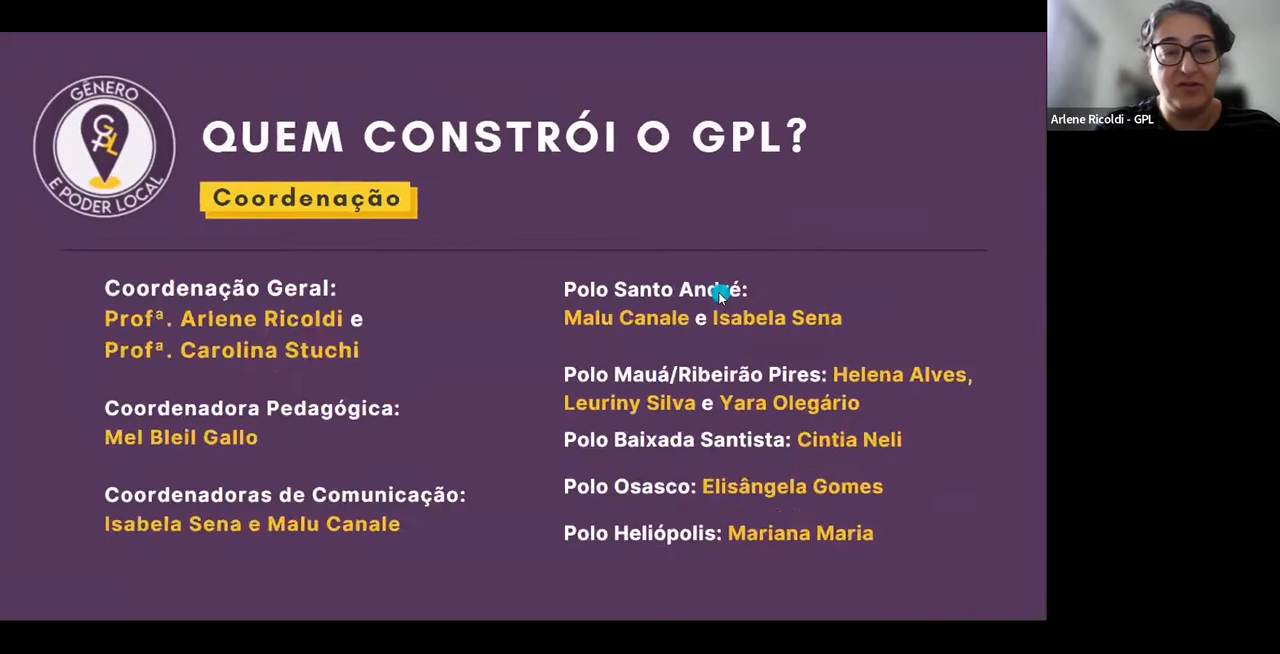 GÊNERO
GPL
E PODER LOCAL
QUEM CONSTRÓI O GPL?
Coordenação
Coordenação Geral:
Profª. Arlene Ricoldi e
Profª. Carolina Stuchi
Coordenadora Pedagógica:
Mel Bleil Gallo
Coordenadoras de Comunicação:
Isabela Sena e Malu Canale
Polo Santo André:
Malu Canale e Isabela Sena
Polo Mauá/Ribeirão Pires: Helena Alves,
Leuriny Silva e Yara Olegário
Polo Baixada Santista: Cintia Neli
Polo Osasco: Elisângela Gomes
Polo Heliópolis: Mariana Maria
Arlene Ricoldi - GPL